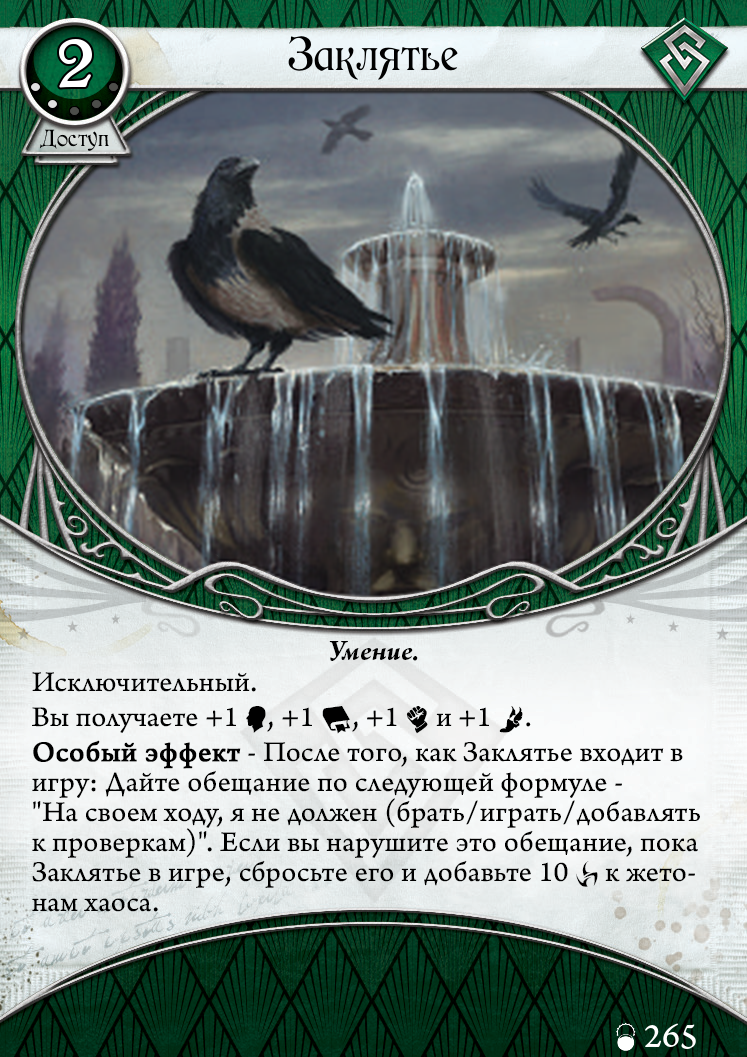 2
Заклятье
Доступ
Умение.
Исключительный.
Вы получаете +1 , +1 , +1 и +1 .
Особый эффект - После того, как Заклятье входит в
игру: Дайте обещание по следующей формуле -
"На своем ходу, я не должен (брать/играть/добавлять
к проверкам)". Если вы нарушите это обещание, пока
Заклятье в игре, сбросьте его и добавьте 10 к жето-
нам хаоса.
265